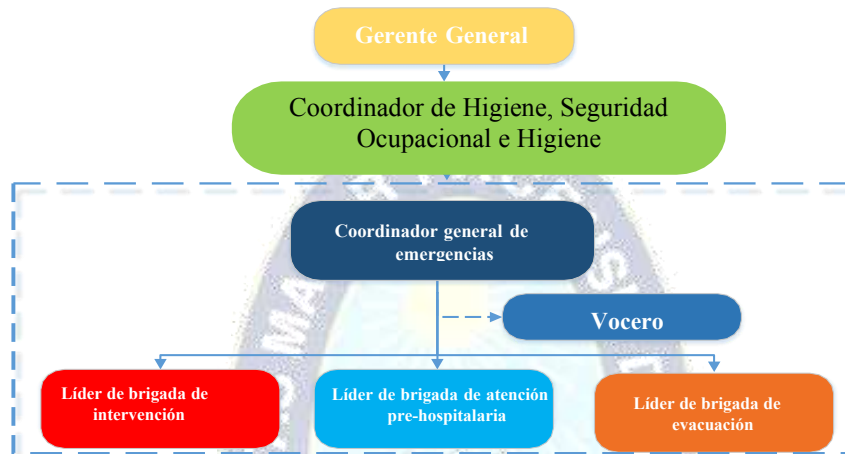 Gerente General
Coordinador de Higiene, Seguridad
Ocupacional e Higiene
Coordinador general de
emergencias
Vocero
Líder de brigada de
intervención
Líder de brigada de atención
pre-hospitalaria
Líder de brigada de
evacuación